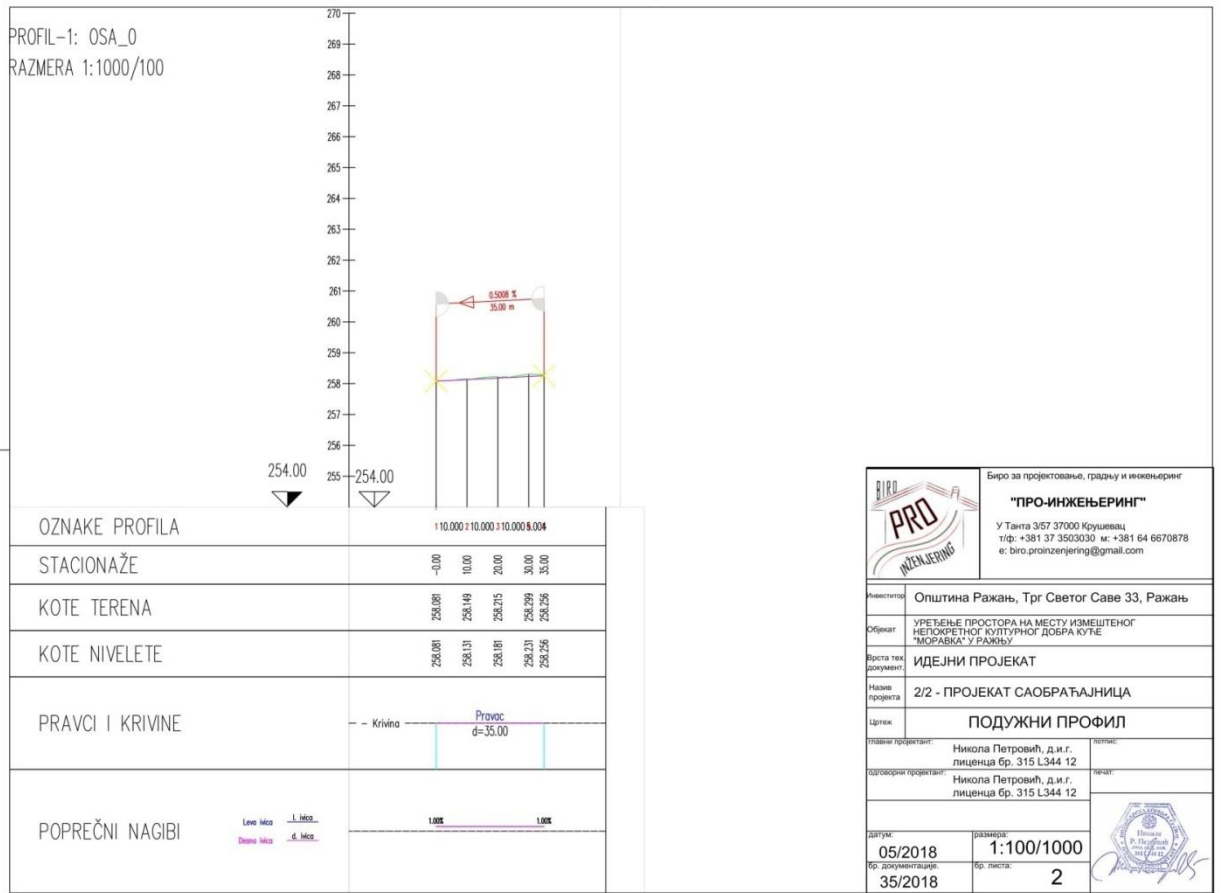 PROFIL-1: OSA_0
RAZMERA 1:1000/100
270
269
268
267
266
265
264
263
262
261
260
259
258
257
256
255
254.00
254.00
0.5008 %
35.00 m
OZNAKE PROFILA
1 10.000 2 10.000 3 10.000 5.004
STACIONAŽE
-0.00 10.00 20.00 30.00 35.00
KOTE TERENA
258.081 258.149 258.215 258.299 258.256
KOTE NIVELETE
258.081 258.131 258.181 258.231 258.256
PRAVCI I KRIVINE
Krivina
Pravac
d=35.00
POPREČNI NAGIBI
Leva ivica l. ivica
Desna ivica d. ivica
1.00% 1.00%
BIRO
PRO
INŽENJERING
Биро за пројектовање, градњу и инжењеринг
"ПРО-ИНЖЕЊЕРИНГ"
У Танта 3/57 37000 Крушевац
т/ф: +381 37 3503030 м: +381 64 6670878
е: biro.proinzenjering@gmail.com
Инвеститор
Општина Ражањ, Трг Светог Саве 33, Ражањ
Објекат
УРЕЂЕЊЕ ПРОСТОРА НА МЕСТУ ИЗМЕШТЕНОГ
НЕПОКРЕТНОГ КУЛТУРНОГ ДОБРА КУЋЕ
"МОРАВКА" У РАЖЊУ
Врста тех.
документ.
ИДЕЈНИ ПРОЈЕКАТ
Назив
пројекта
2/2 - ПРОЈЕКАТ САОБРАЋАЈНИЦА
Цртеж
ПОДУЖНИ ПРОФИЛ
главни пројектант:
Никола Петровић, д.и.г.
лиценца бр. 315 L344 12
потпис:
одговорни пројектант:
Никола Петровић, д.и.г.
лиценца бр. 315 L344 12
печат:
датум:
05/2018
размера:
1:100/1000
бр. документације.
35/2018
бр. листа:
2
Никола
Р. Петровић